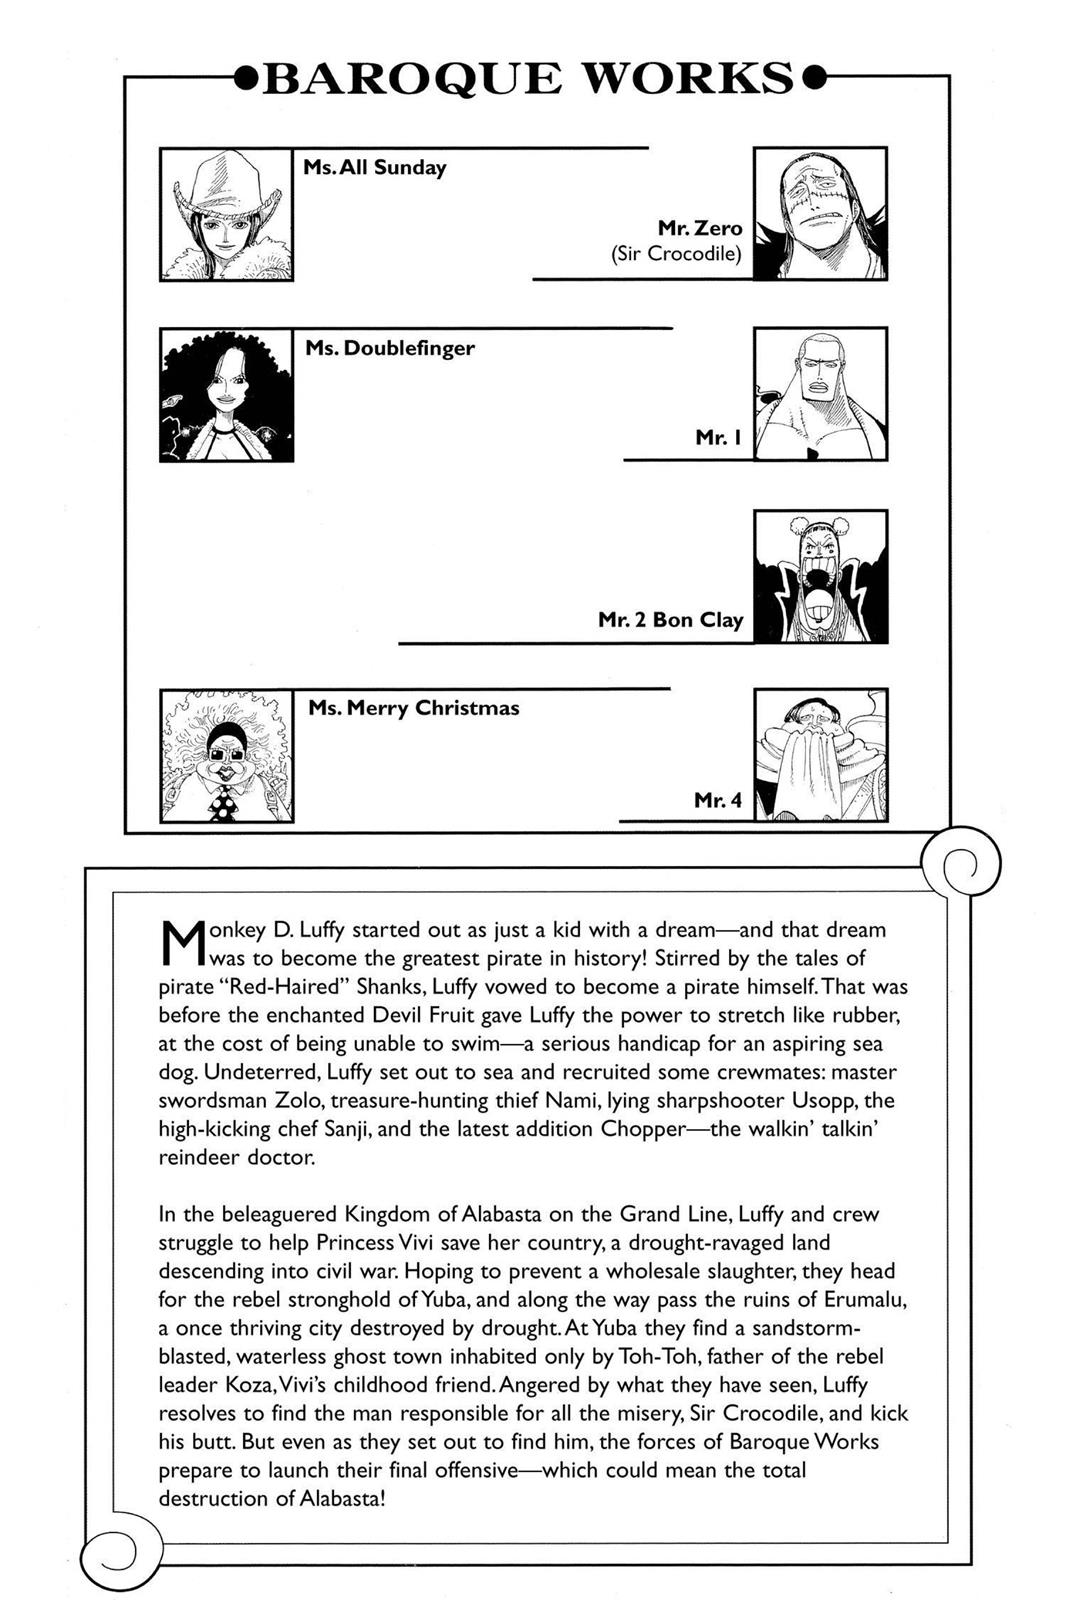 BAROQUE WORKS
Ms. All Sunday
Mr. Zero
(Sir Crocodile)
Ms. Doublefinger
Mr. 1
Mr. 2 Bon Clay
Ms. Merry Christmas
Mr. 4
Monkey D. Luffy started out as just a kid with a dream—and that dream
was to become the greatest pirate in history! Stirred by the tales of
pirate “Red-Haired” Shanks, Luffy vowed to become a pirate himself. That was
before the enchanted Devil Fruit gave Luffy the power to stretch like rubber,
at the cost of being unable to swim—a serious handicap for an aspiring sea
dog. Undeterred, Luffy set out to sea and recruited some crewmates: master
swordsman Zolo, treasure-hunting thief Nami, lying sharpshooter Usopp, the
high-kicking chef Sanji, and the latest addition Chopper—the walkin’ talkin’
reindeer doctor.
In the beleaguered Kingdom of Alabasta on the Grand Line, Luffy and crew
struggle to help Princess Vivi save her country, a drought-ravaged land
descending into civil war. Hoping to prevent a wholesale slaughter, they head
for the rebel stronghold of Yuba, and along the way pass the ruins of Erumalu,
a once thriving city destroyed by drought. At Yuba they find a sandstorm-
blasted, waterless ghost town inhabited only by Toh-Toh, father of the rebel
leader Koza, Vivi’s childhood friend. Angered by what they have seen, Luffy
resolves to find the man responsible for all the misery, Sir Crocodile, and kick
his butt. But even as they set out to find him, the forces of Baroque Works
prepare to launch their final offensive—which could mean the total
destruction of Alabasta!